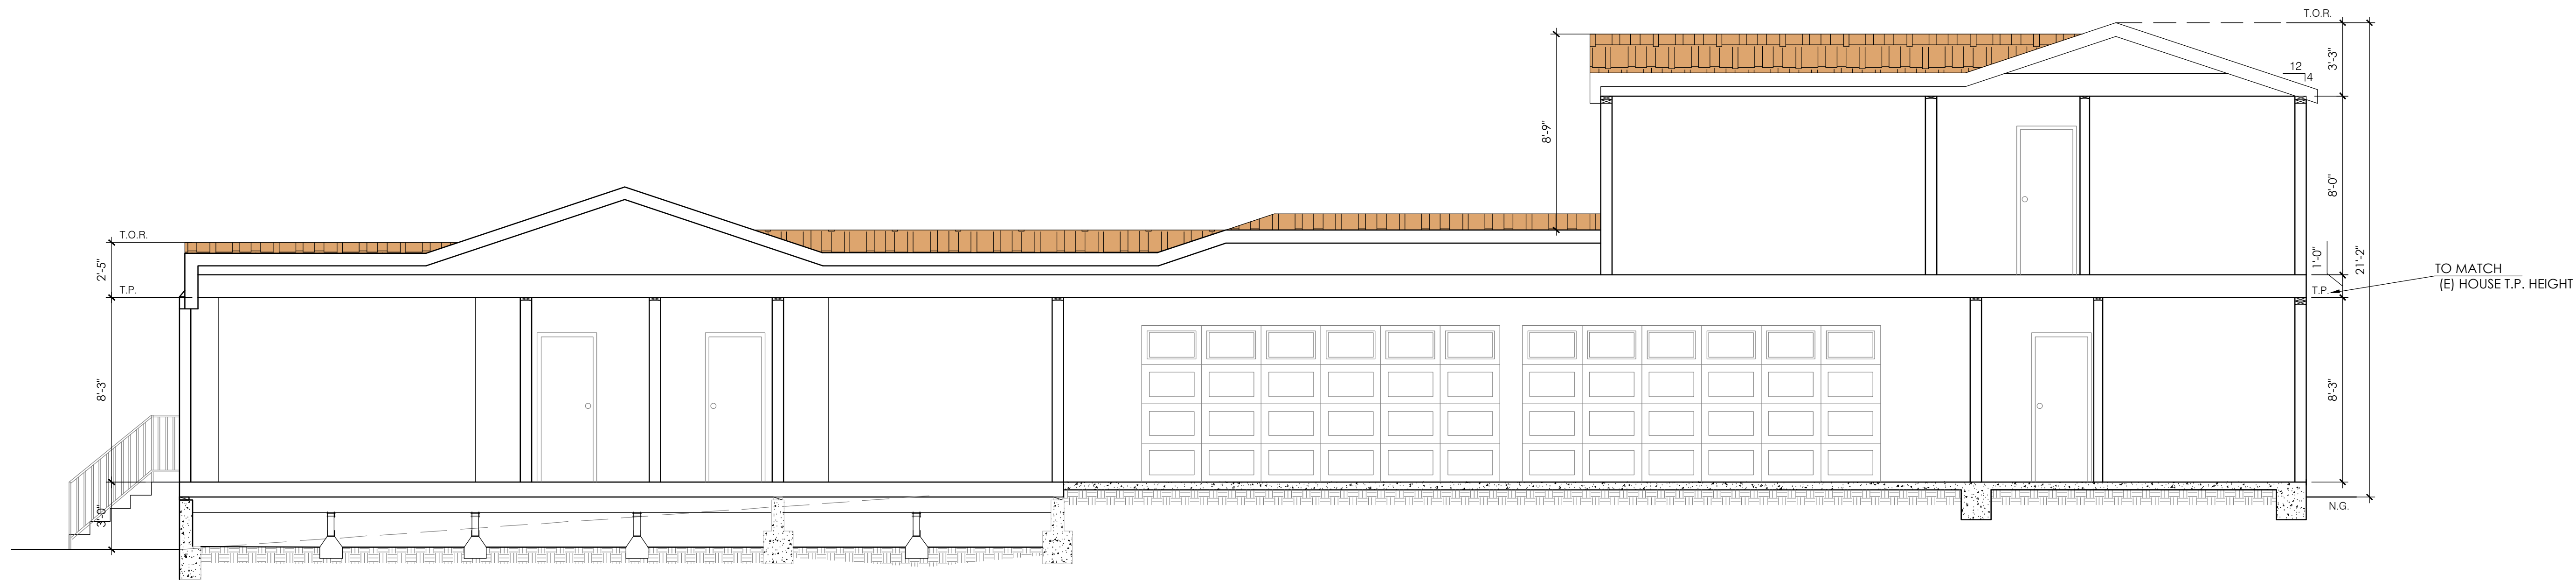 T.O.R.
2'-5"
T.P.
8'-3"
3'-0"
8'-9"
T.O.R.
3'-3"
12
4
8'-0"
1'-0"
21'-2"
T.P.
TO MATCH
(E) HOUSE T.P. HEIGHT
8'-3"
N.G.